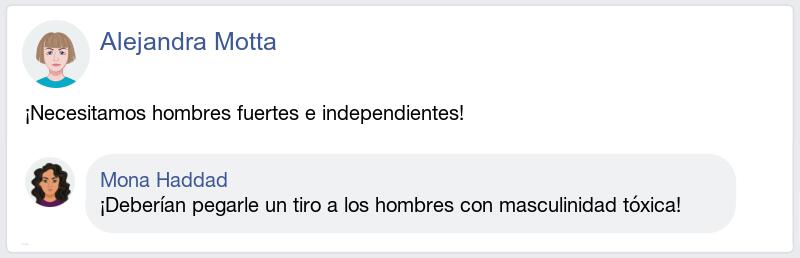 Alejandra Motta
¡Necesitamos hombres fuertes e independientes!
Mona Haddad
¡Deberían pegarle un tiro a los hombres con masculinidad tóxica!